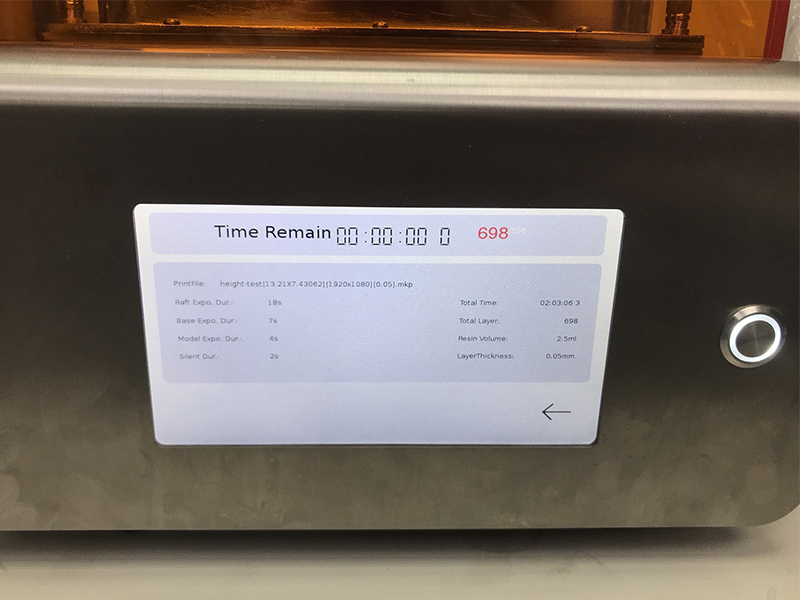 Time Remain 00:00:00 0 698
PrintFile: height-test[13.21X7.43062][1920x1080][0.05].mkp
Raft Expo. Dur.: 18s Total Time: 02:03:06 3
Base Expo. Dur.: 7s Total Layer: 698
Model Expo. Dur.: 4s Resin Volume: 2.5ml
Silent Dur.: 2s LayerThickness: 0.05mm